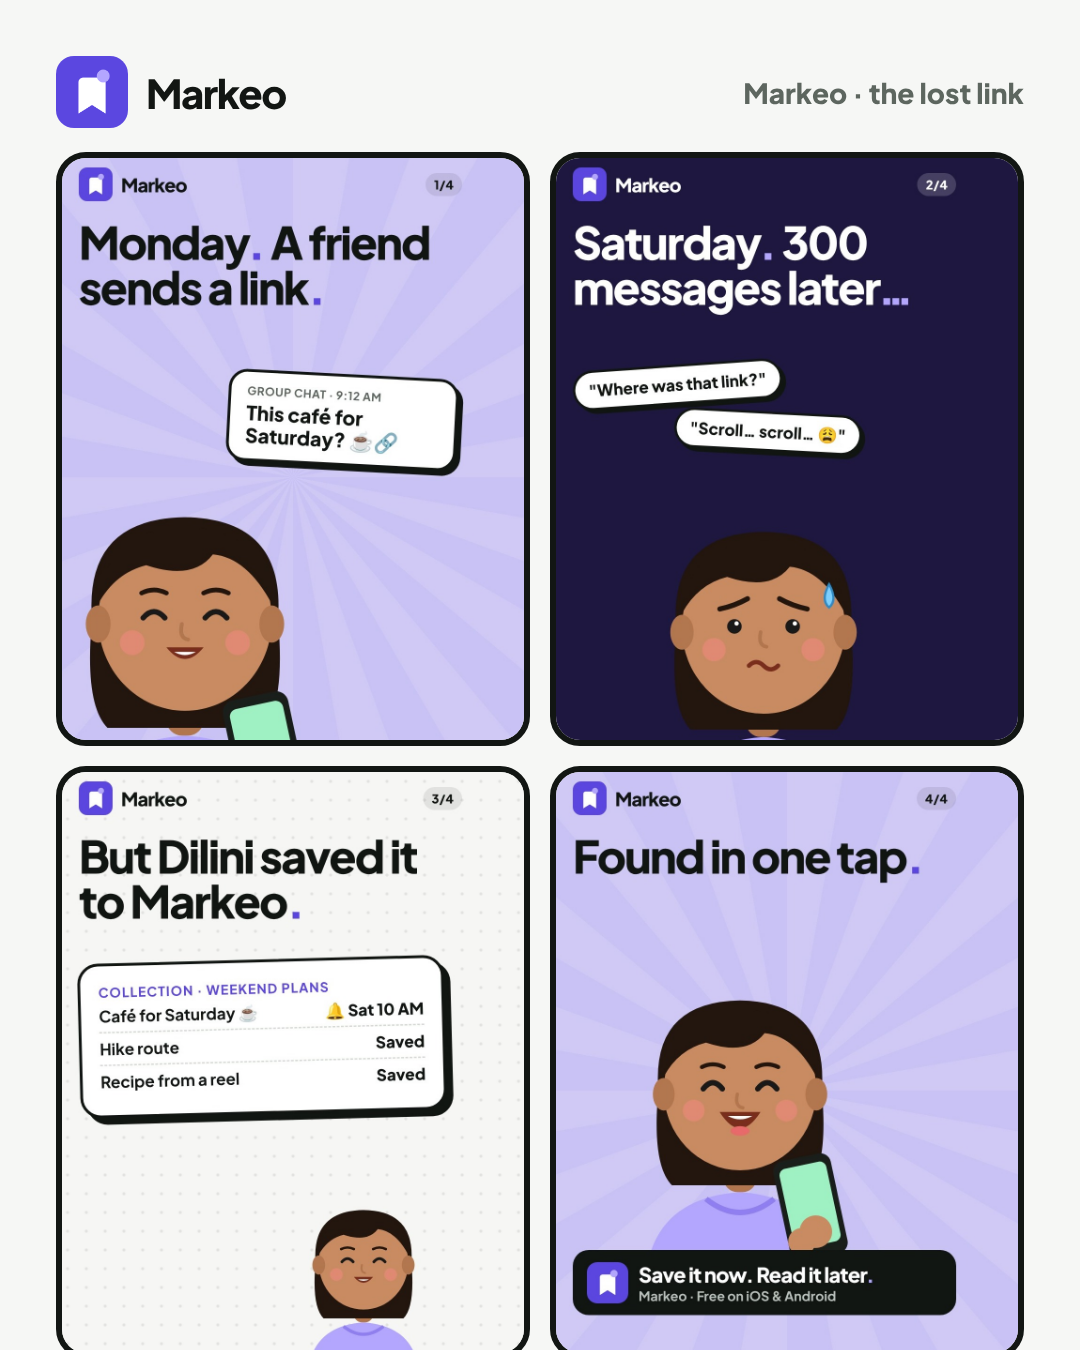 Markeo
Markeo · the lost link
Markeo
1/4
Monday. A friend
sends a link.
GROUP CHAT · 9:12 AM
This café for
Saturday? ☕🔗
Markeo
2/4
Saturday. 300
messages later...
"Where was that link?"
"Scroll... scroll... 😩"
Markeo
3/4
But Dilini saved it
to Markeo.
COLLECTION · WEEKEND PLANS
Café for Saturday ☕ 🔔 Sat 10 AM
Hike route Saved
Recipe from a reel Saved
Markeo
4/4
Found in one tap.
Save it now. Read it later.
Markeo · Free on iOS & Android